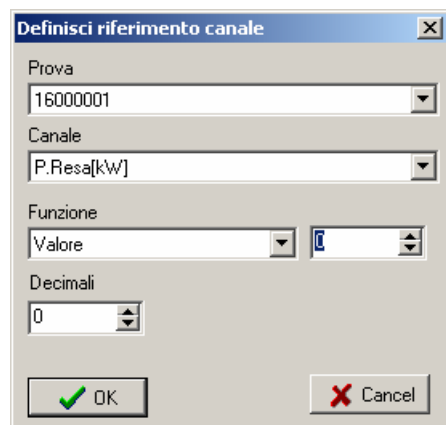 Definisci riferimento canale
Prova
16000001
Canale
P.Resa[kW]
Funzione
Valore 0
Decimali
0
OK Cancel